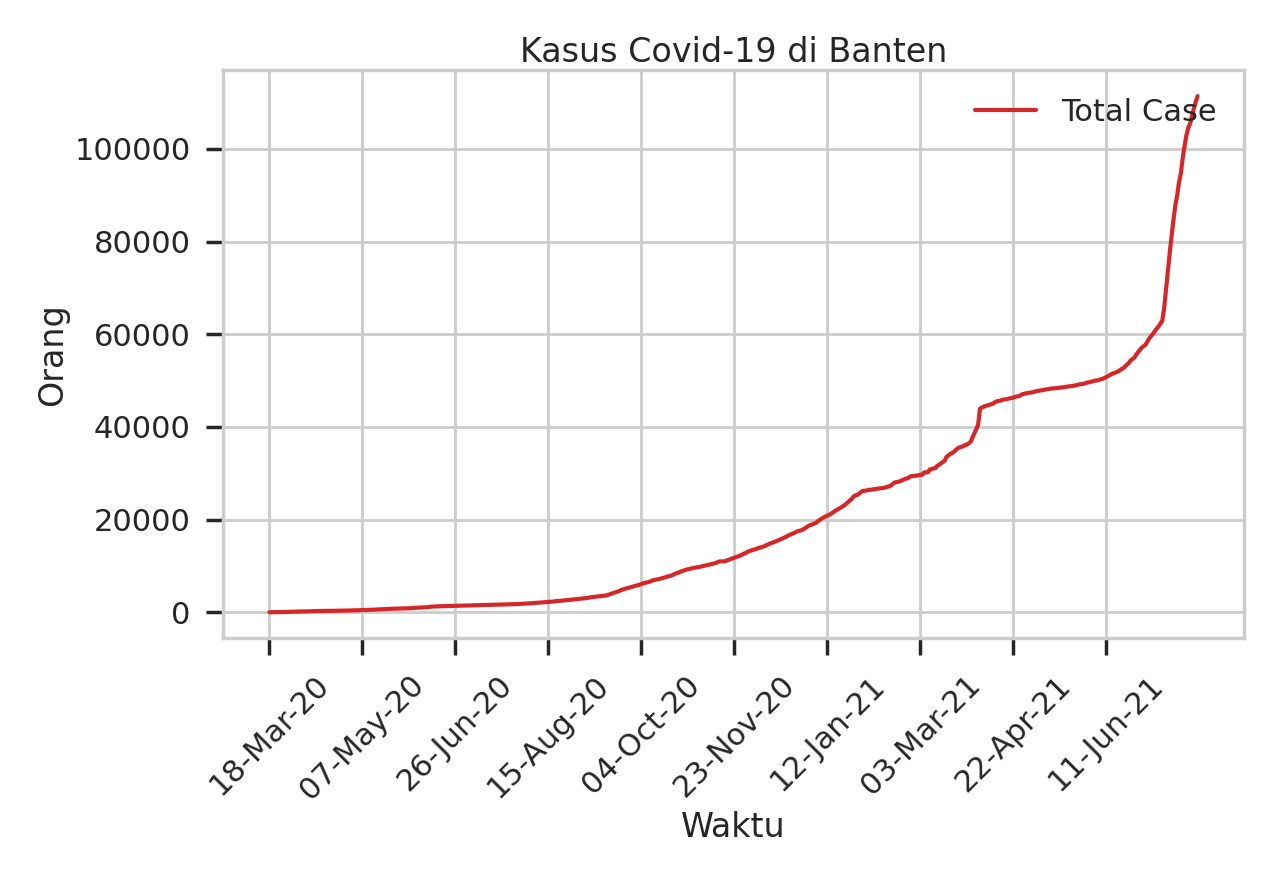 Kasus Covid-19 di Banten
Total Case
Orang
100000
80000
60000
40000
20000
0
18-Mar-20
07-May-20
26-Jun-20
15-Aug-20
04-Oct-20
23-Nov-20
12-Jan-21
03-Mar-21
22-Apr-21
11-Jun-21
Waktu